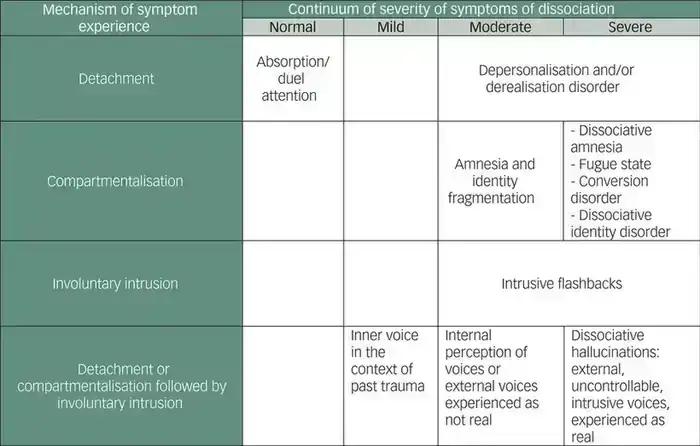 Mechanism of symptom
experience
Continuum of severity of symptoms of dissociation
Normal
Mild
Moderate
Severe
Detachment
Absorption/
duel
attention
Depersonalisation and/or
derealisation disorder
Compartmentalisation
Amnesia and
identity
fragmentation
- Dissociative
amnesia
- Fugue state
- Conversion
disorder
- Dissociative
identity disorder
Involuntary intrusion
Intrusive flashbacks
Detachment or
compartmentalisation followed by
involuntary intrusion
Inner voice
in the
context of
past trauma
Internal
perception of
voices or
external voices
experienced as
not real
Dissociative
hallucinations:
external,
uncontrollable,
intrusive voices,
experienced as
real